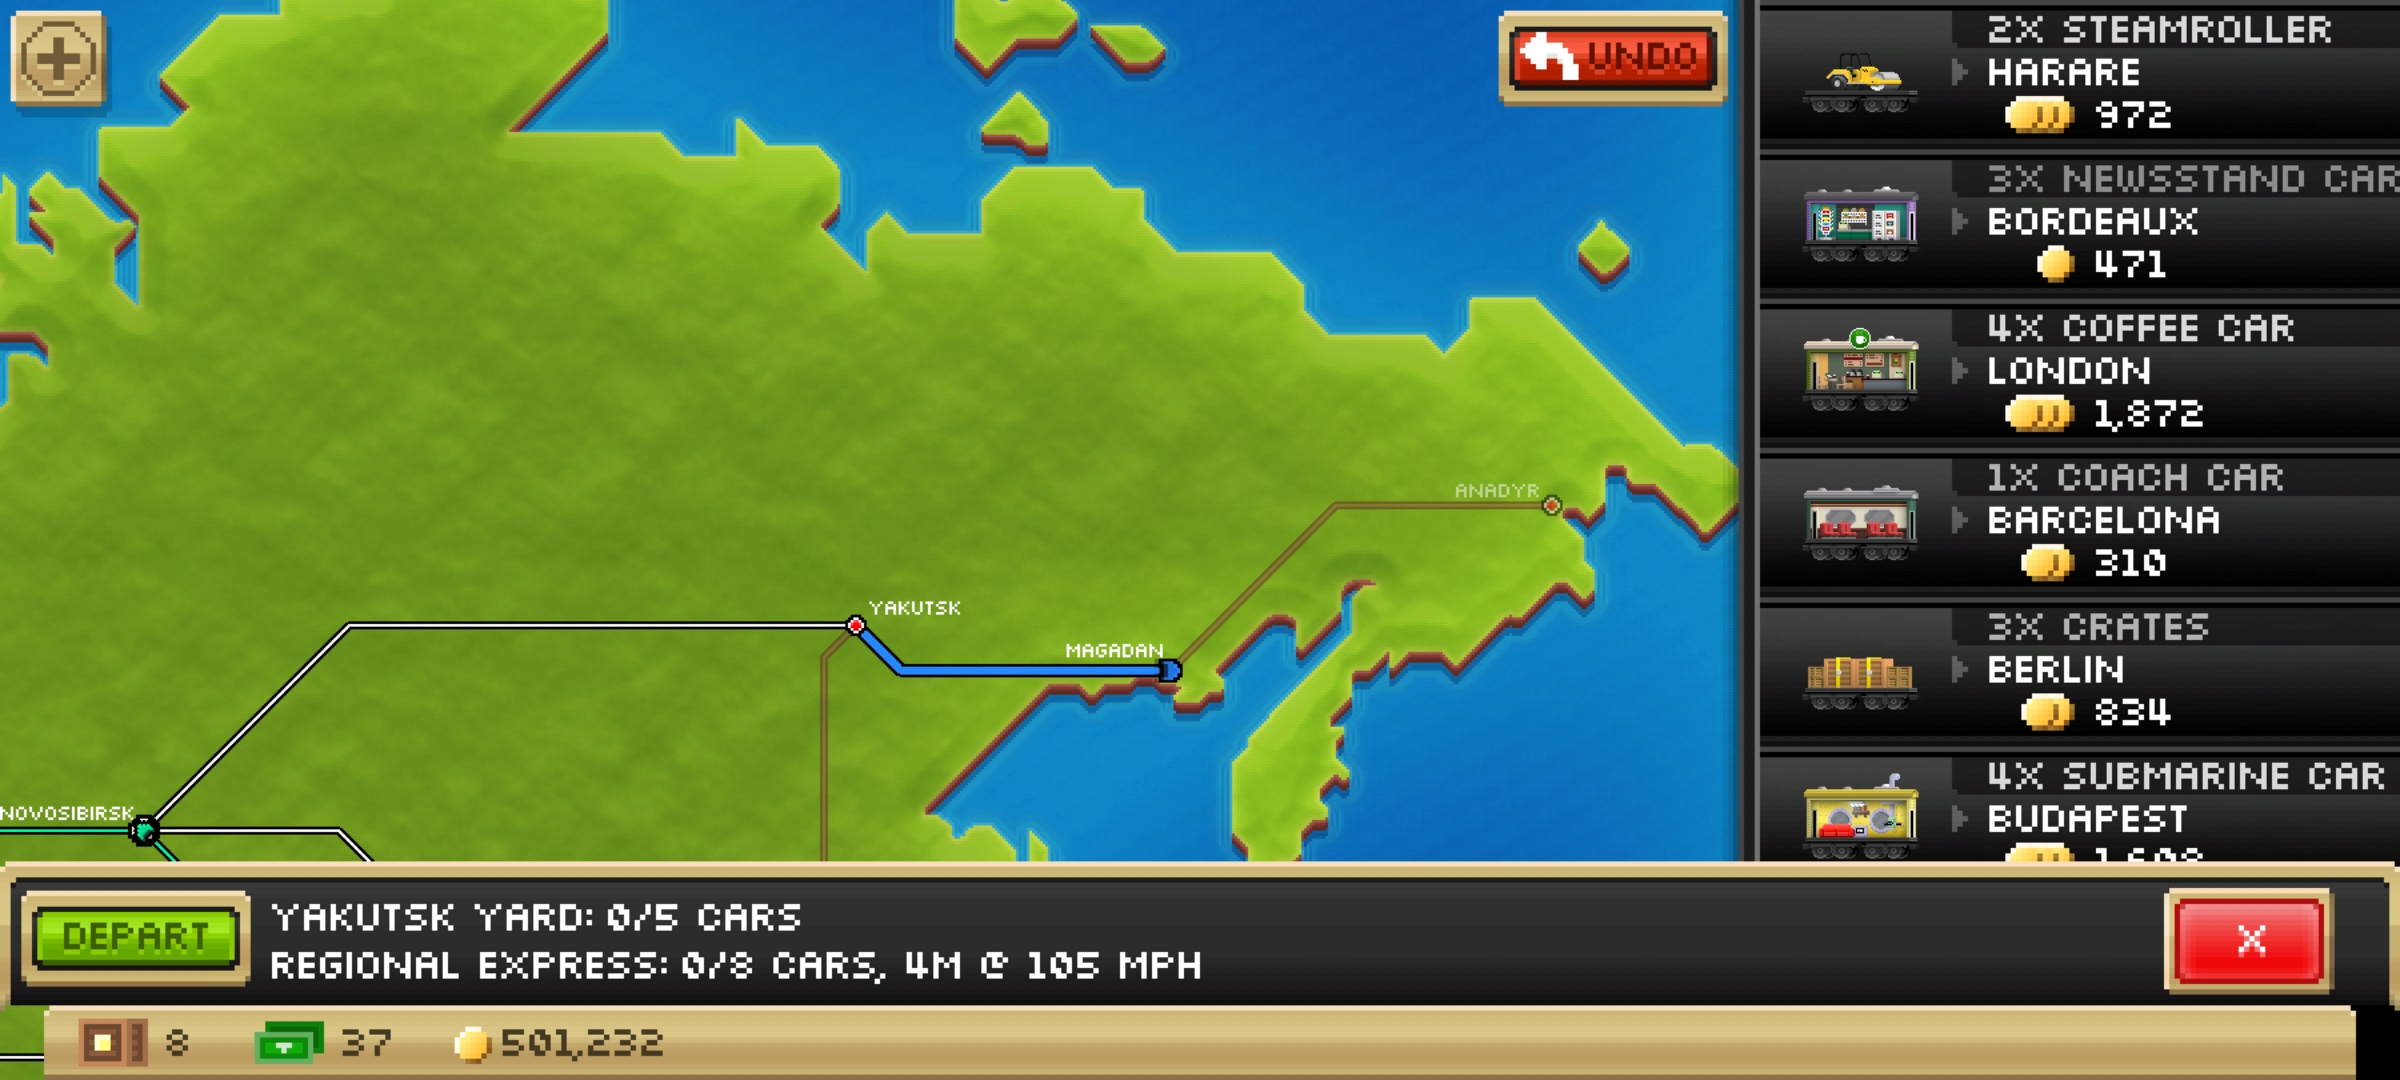 UNDO
ANADYR
YAKUTSK
MAGADAN
NOVOSIBIRSK
2X STEAMROLLER
HARARE
972
3X NEWSSTAND CAR
BORDEAUX
471
4X COFFEE CAR
LONDON
1,872
1X COACH CAR
BARCELONA
310
3X CRATES
BERLIN
834
4X SUBMARINE CAR
BUDAPEST
DEPART
YAKUTSK YARD: 0/5 CARS
REGIONAL EXPRESS: 0/8 CARS, 4M @ 105 MPH
X
8
37
501,232